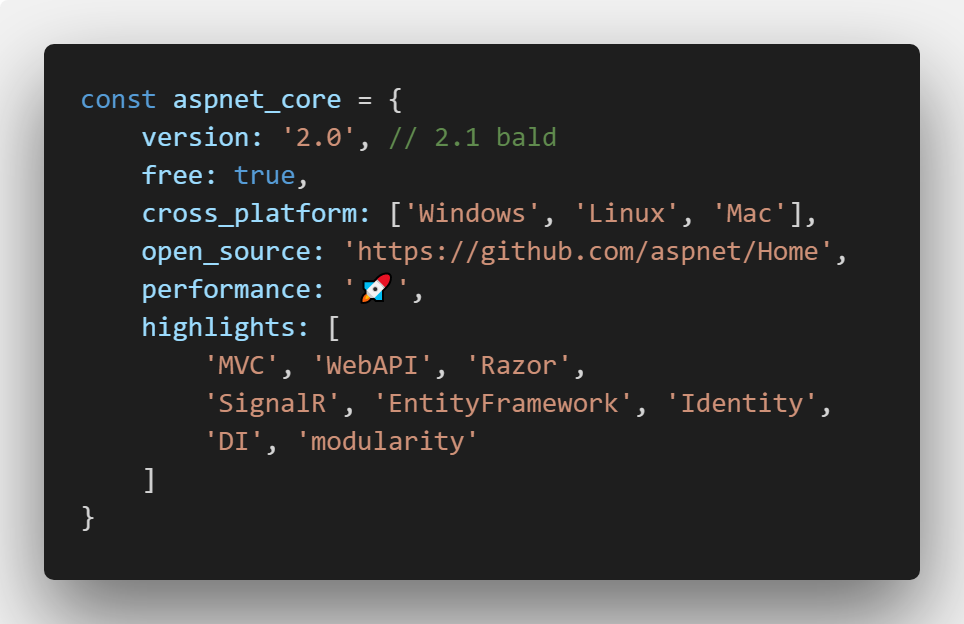 const aspnet_core = {
    version: '2.0', // 2.1 bald
    free: true,
    cross_platform: ['Windows', 'Linux', 'Mac'],
    open_source: 'https://github.com/aspnet/Home',
    performance: '🚀',
    highlights: [
        'MVC', 'WebAPI', 'Razor',
        'SignalR', 'EntityFramework', 'Identity',
        'DI', 'modularity'
    ]
}